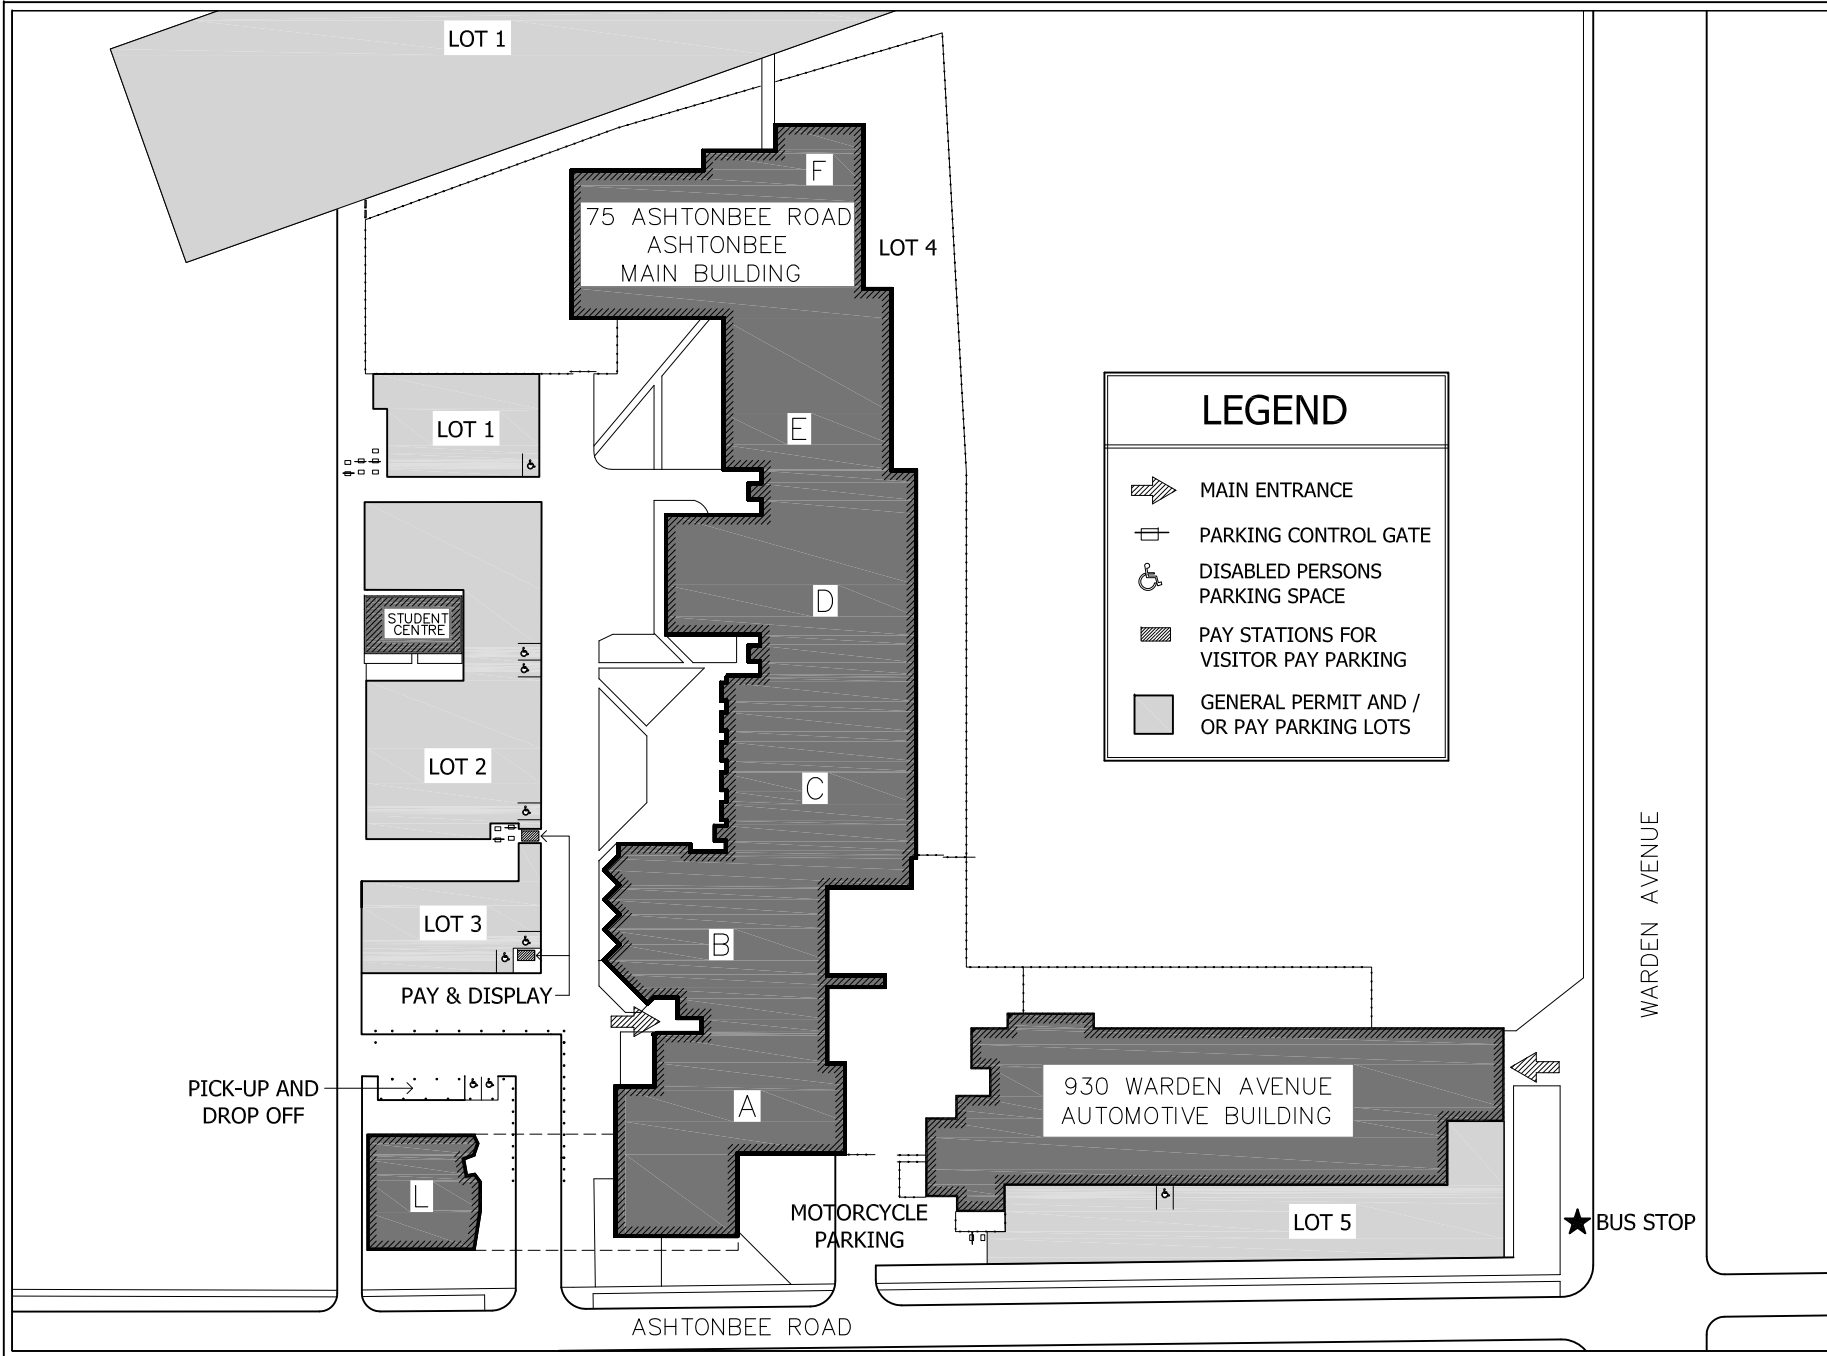 LOT 1
F
75 ASHTONBEE ROAD
ASHTONBEE
MAIN BUILDING
LOT 4
LEGEND
MAIN ENTRANCE
PARKING CONTROL GATE
DISABLED PERSONS
PARKING SPACE
PAY STATIONS FOR
VISITOR PAY PARKING
GENERAL PERMIT AND /
OR PAY PARKING LOTS
LOT 1
E
STUDENT
CENTRE
D
LOT 2
C
WARDEN AVENUE
LOT 3
B
PAY & DISPLAY
PICK-UP AND
DROP OFF
A
930 WARDEN AVENUE
AUTOMOTIVE BUILDING
L
MOTORCYCLE
PARKING
LOT 5
BUS STOP
ASHTONBEE ROAD